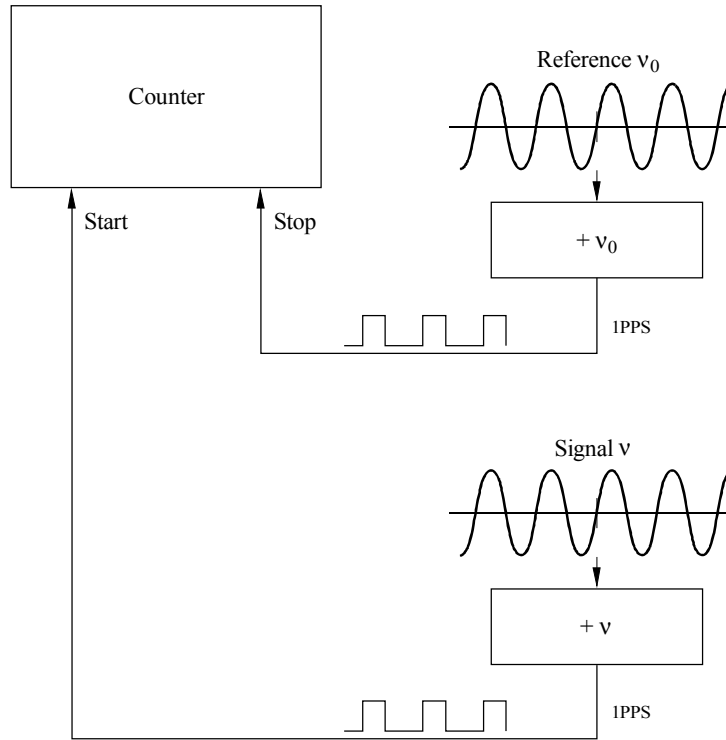 Counter
Reference ν₀
Start
Stop
+ ν₀
1PPS
Signal ν
+ ν
1PPS